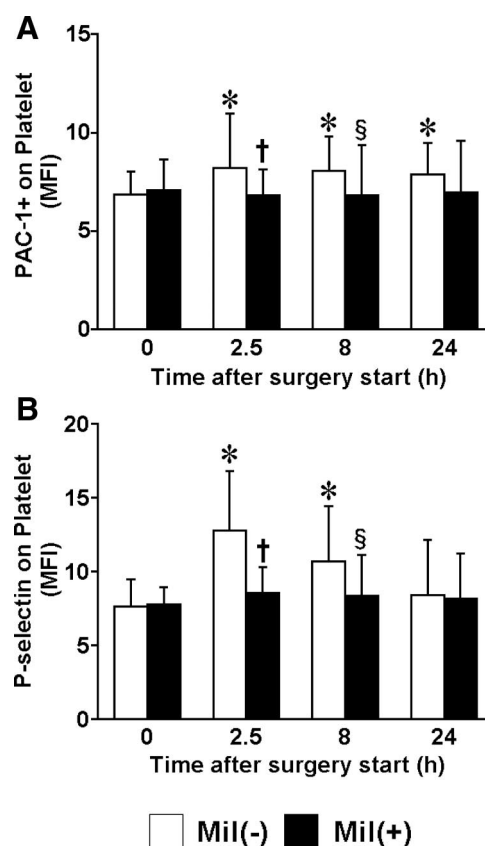 A
PAC-1+ on Platelet
(MFI)
15
10
5
0
*
†
*
§
*
0 2.5 8 24
Time after surgery start (h)
B
P-selectin on Platelet
(MFI)
20
15
10
5
0
*
†
*
§
0 2.5 8 24
Time after surgery start (h)
Mil(-) Mil(+)